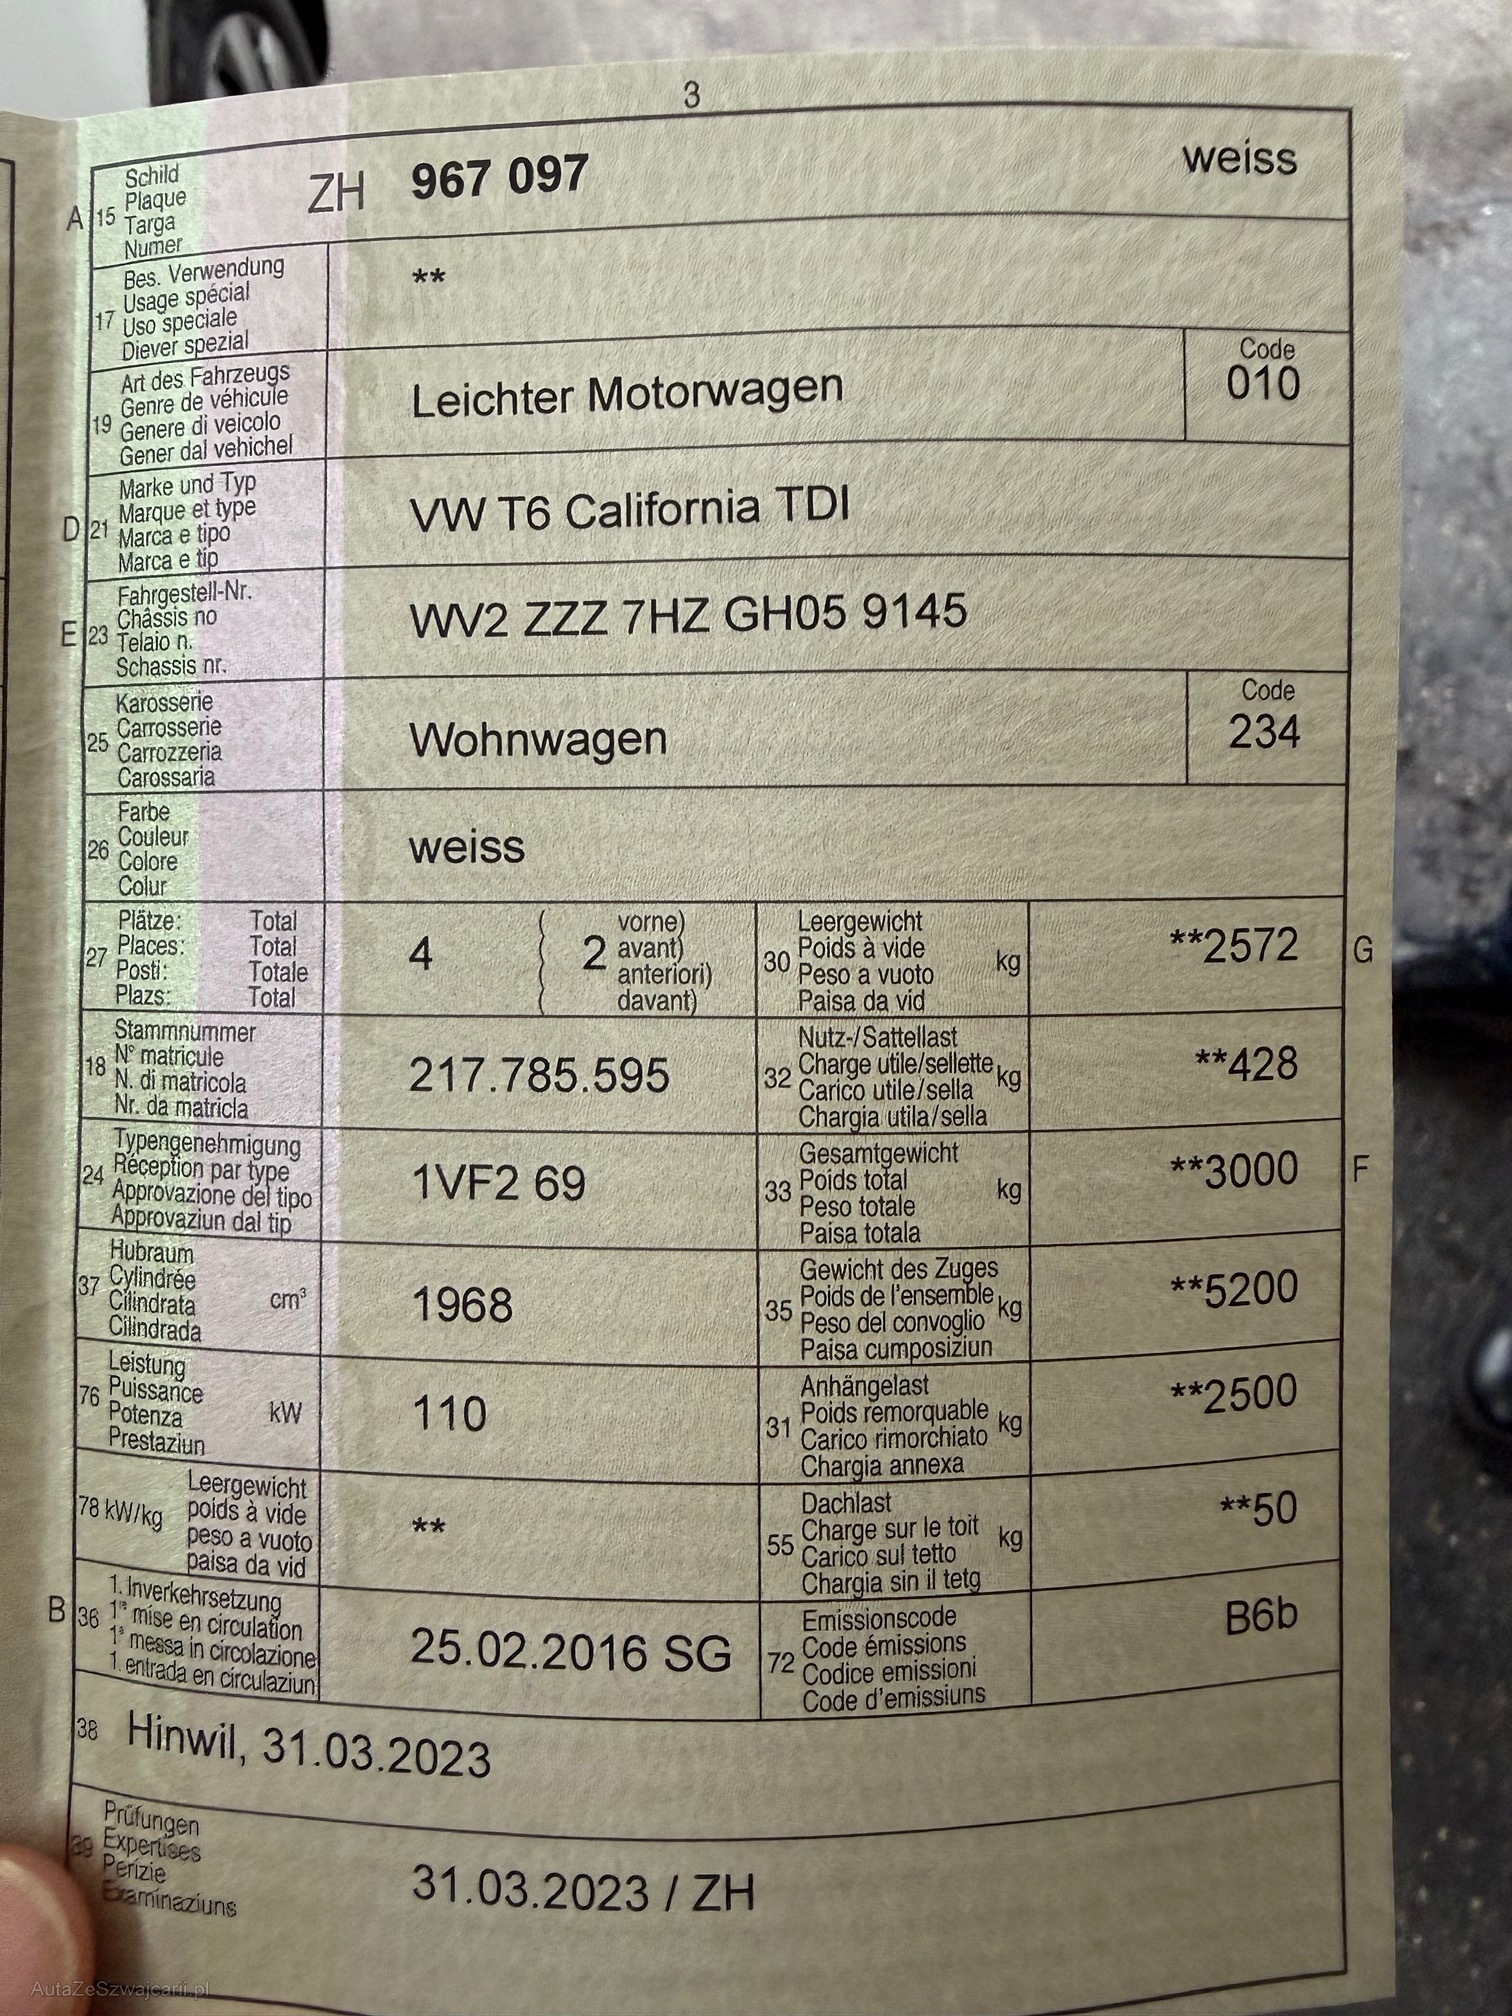 3
A 15 Schild
Plaque
Targa
Numer
ZH 967 097 weiss
17 Bes. Verwendung
Usage spécial
Uso speciale
Diever spezial
**
19 Art des Fahrzeugs
Genre de véhicule
Genere di veicolo
Gener dal vehichel
Leichter Motorwagen
Code
010
D 21 Marke und Typ
Marque et type
Marca e tipo
Marca e tip
VW T6 California TDI
E 23 Fahrgestell-Nr.
Châssis no
Telaio n.
Schassis nr.
WV2 ZZZ 7HZ GH05 9145
25 Karosserie
Carrosserie
Carrozzeria
Carossaria
Wohnwagen
Code
234
26 Farbe
Couleur
Colore
Colur
weiss
27 Plätze: Total
Places: Total
Posti: Totale
Plazs: Total
4 ( 2 vorne)
( avant)
( anteriori)
( davant)
30 Leergewicht
Poids à vide
Peso a vuoto
Paisa da vid
kg
**2572 G
18 Stammnummer
N° matricule
N. di matricola
Nr. da matricla
217.785.595
32 Nutz-/Sattellast
Charge utile/sellette
Carico utile/sella
Chargia utila/sella
kg
**428
24 Typengenehmigung
Réception par type
Approvazione del tipo
Approvaziun dal tip
1VF2 69
33 Gesamtgewicht
Poids total
Peso totale
Paisa totala
kg
**3000 F
37 Hubraum
Cylindrée
Cilindrata
Cilindrada
cm³
1968
35 Gewicht des Zuges
Poids de l'ensemble
Peso del convoglio
Paisa cumposiziun
kg
**5200
76 Leistung
Puissance
Potenza
Prestaziun
kW
110
31 Anhängelast
Poids remorquable
Carico rimorchiato
Chargia annexa
kg
**2500
78 kW/kg Leergewicht
poids à vide
peso a vuoto
paisa da vid
**
55 Dachlast
Charge sur le toit
Carico sul tetto
Chargia sin il tetg
kg
**50
B 36 1. Inverkehrsetzung
1re mise en circulation
1a messa in circolazione
1. entrada en circulaziun
25.02.2016 SG
72 Emissionscode
Code émissions
Codice emissioni
Code d'emissiuns
B6b
38 Hinwil, 31.03.2023
39 Prüfungen
Expertises
Perizie
Examinaziuns
31.03.2023 / ZH
AutaZeSzwajcarii.pl